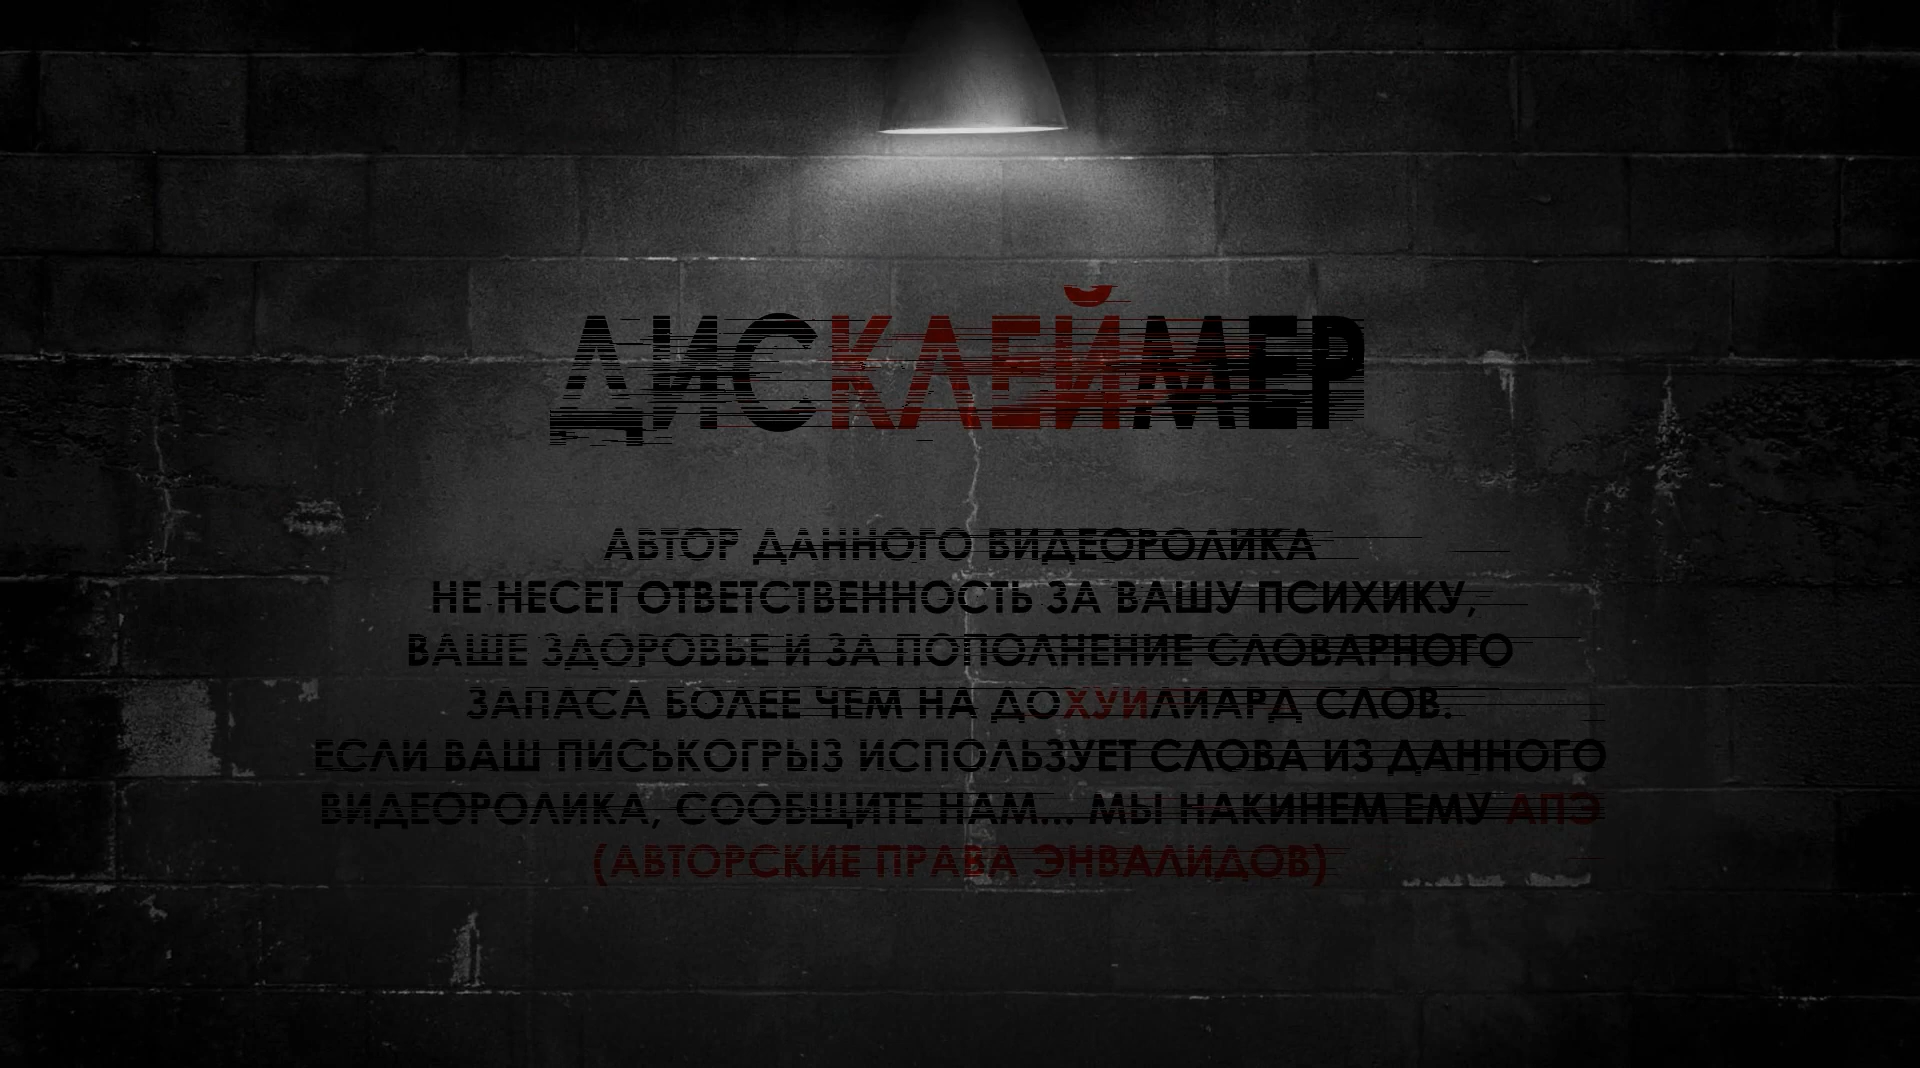 ДИСКЛЕЙМЕР
АВТОР ДАННОГО ВИДЕОРОЛИКА
НЕ НЕСЕТ ОТВЕТСТВЕННОСТЬ ЗА ВАШУ ПСИХИКУ,
ВАШЕ ЗДОРОВЬЕ И ЗА ПОПОЛНЕНИЕ СЛОВАРНОГО
ЗАПАСА БОЛЕЕ ЧЕМ НА ДОХУИЛИАРД СЛОВ.
ЕСЛИ ВАШ ПИСЬКОГРЫЗ ИСПОЛЬЗУЕТ СЛОВА ИЗ ДАННОГО
ВИДЕОРОЛИКА, СООБЩИТЕ НАМ... МЫ НАКИНЕМ ЕМУ АПЭ
(АВТОРСКИЕ ПРАВА ЭНВАЛИДОВ)